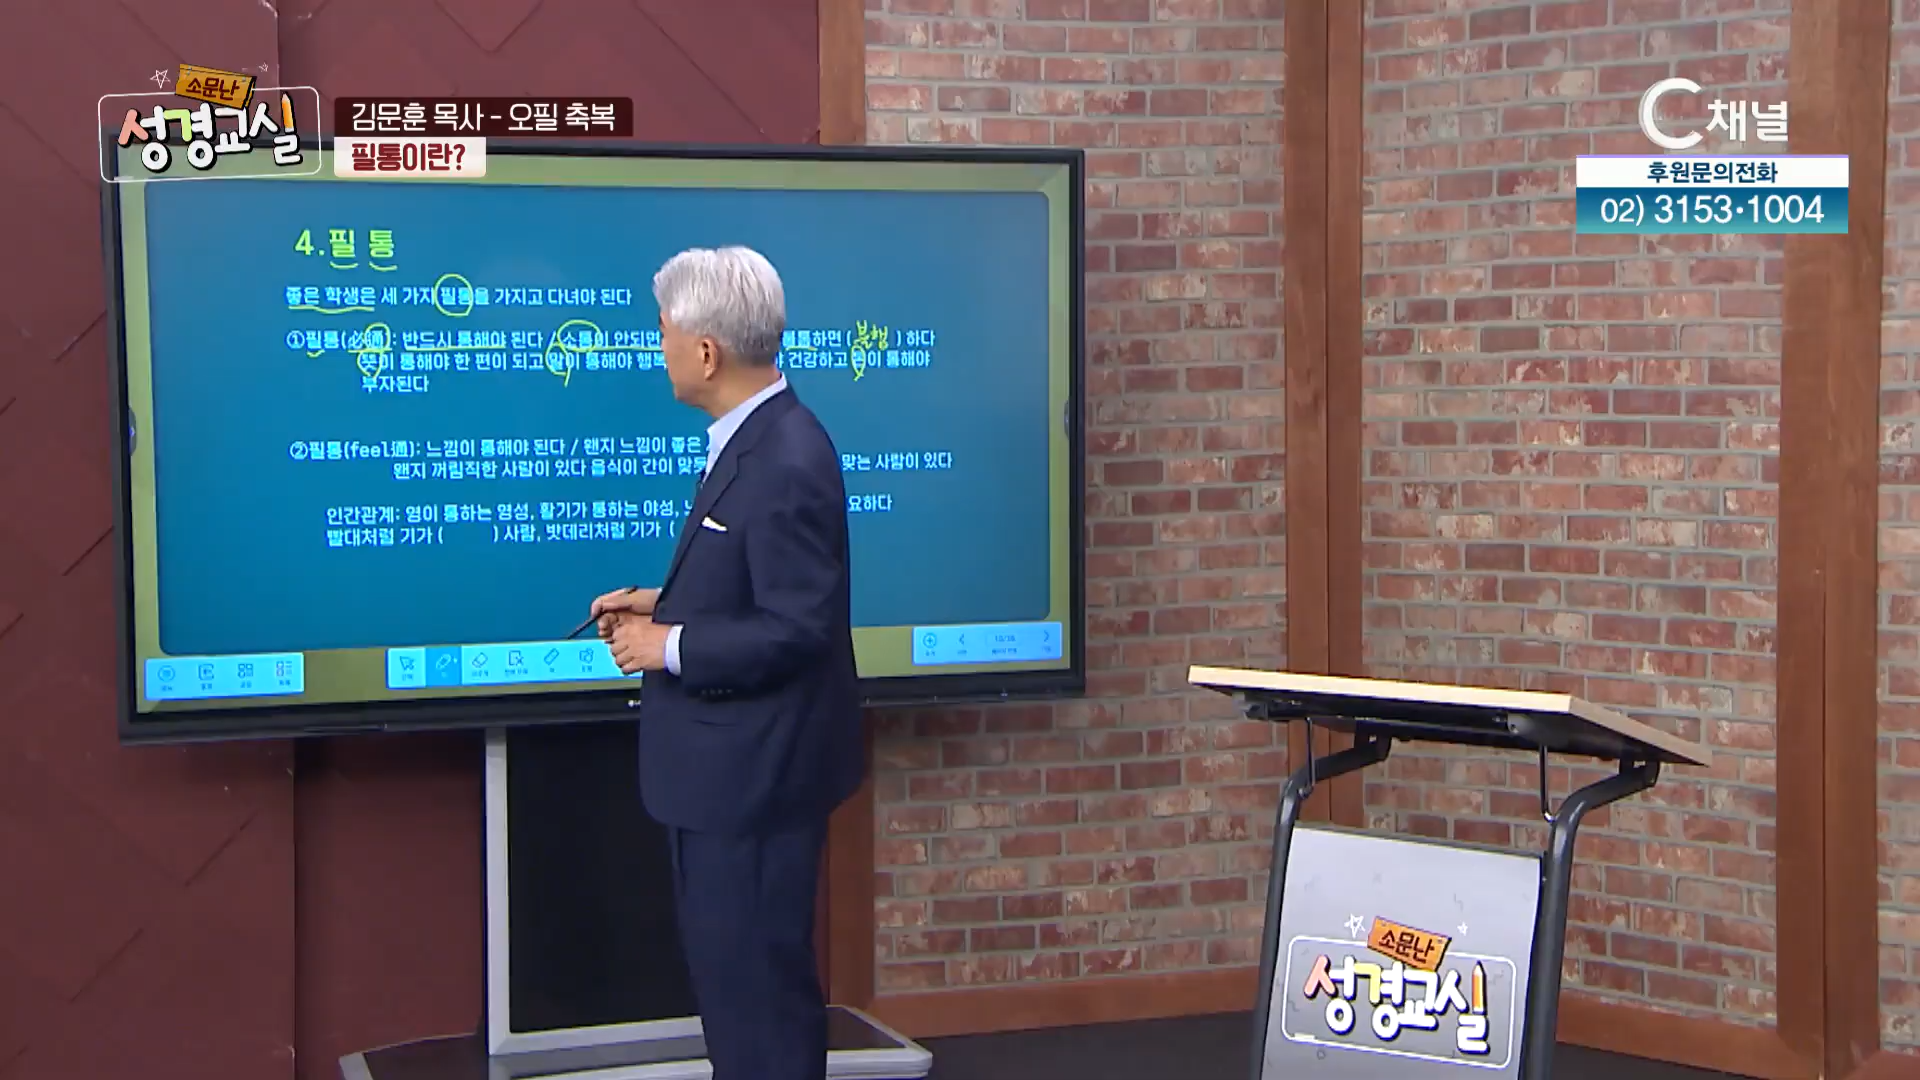 소문난
성경교실
김문훈 목사 - 오필 축복
필통이란?
C채널
후원문의전화
02) 3153·1004
4.필 통
좋은 학생은 세 가지 필통을 가지고 다녀야 된다
①필통(必通): 반드시 통해야 된다 / 소통이 안되면 불통하면 ( 불행 ) 하다
뜻이 통해야 한 편이 되고 말이 통해야 건강하고 이 통해야
부자된다
②필통(feel通): 느낌이 통해야 된다 / 왠지 느낌이 좋은
왠지 꺼림직한 사람이 있다 음식이 간이 맞듯 맞는 사람이 있다
인간관계: 영이 통하는 영성, 활기가 통하는 야성, 요하다
빨대처럼 기가 ( ) 사람, 밧데리처럼 기가 (
소문난
성경교실